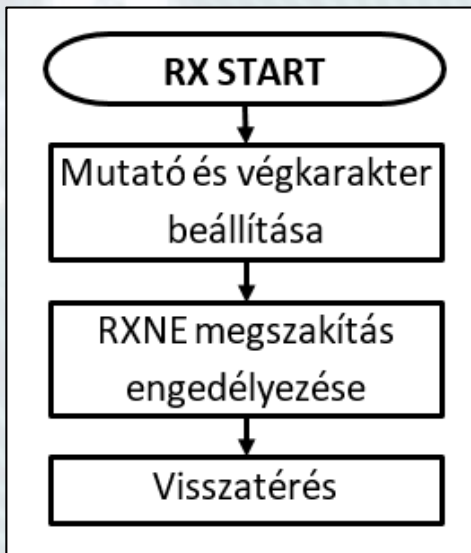 RX START
Mutató és végkarakter
beállítása
RXNE megszakítás
engedélyezése
Visszatérés